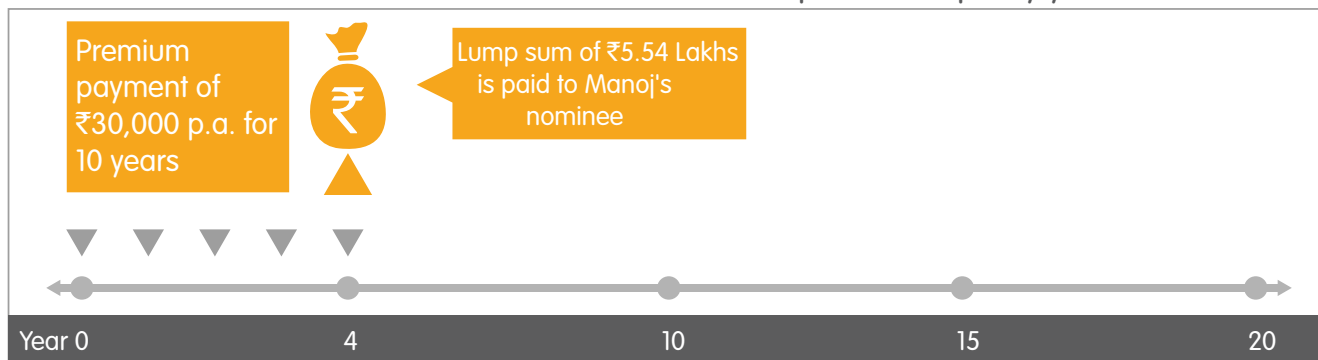 Premium
payment of
₹30,000 p.a. for
10 years
₹
Lump sum of ₹5.54 Lakhs
is paid to Manoj's
nominee
Year 0 4 10 15 20